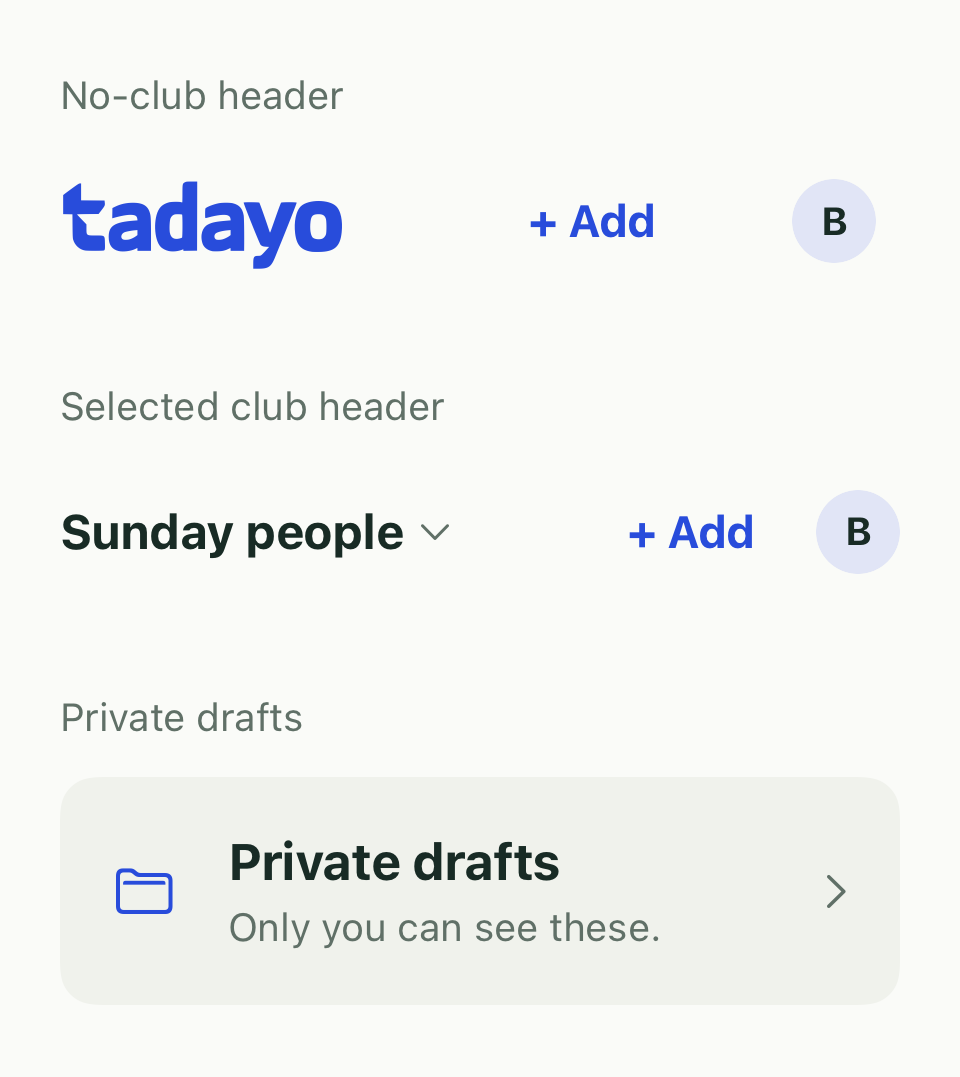 No-club header
tadayo
+ Add
B
Selected club header
Sunday people
+ Add
B
Private drafts
Private drafts
Only you can see these.